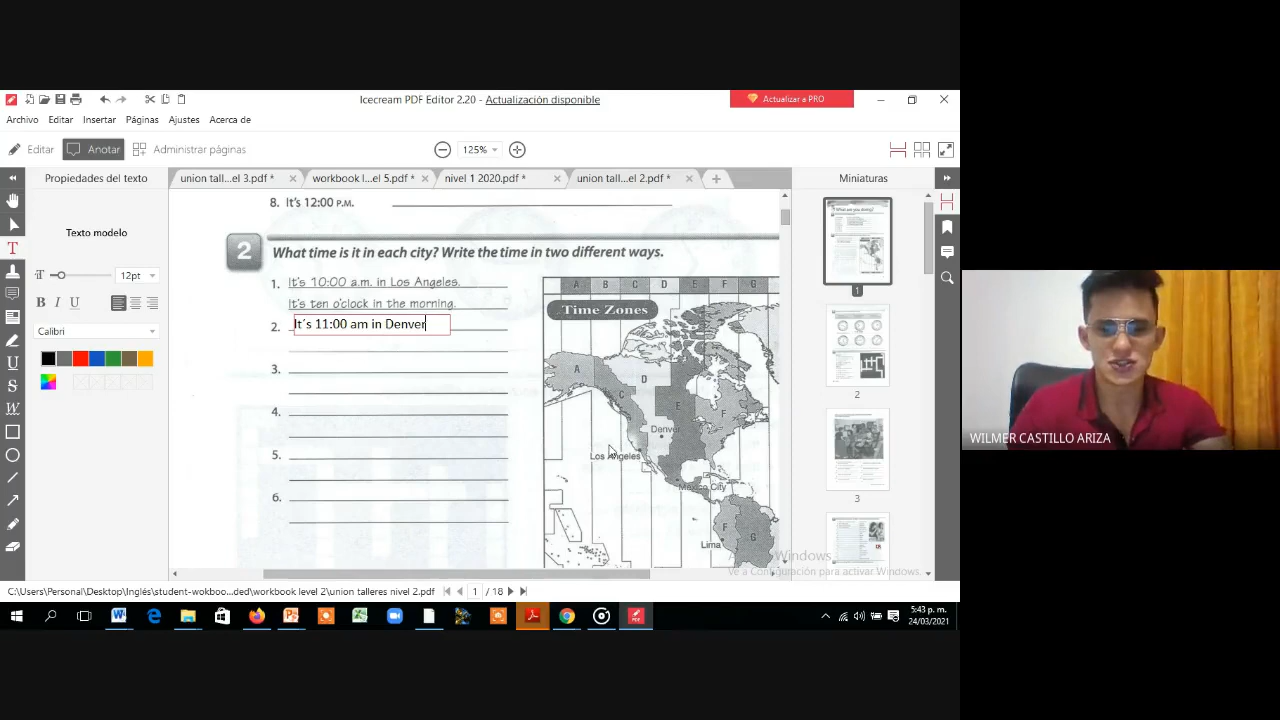 Icecream PDF Editor 2.20 - Actualización disponible
Actualizar a PRO
Archivo Editar Insertar Páginas Ajustes Acerca de
Editar Anotar Administrar páginas
125%
Propiedades del texto
union tall...el 3.pdf *
workbook l...el 5.pdf *
nivel 1 2020.pdf *
union tall...el 2.pdf *
Miniaturas
Texto modelo
12pt
B I U
Calibri
8. It's 12:00 P.M.
2 What time is it in each city? Write the time in two different ways.
1. It's 10:00 a.m. in Los Angeles.
It's ten o'clock in the morning.
2. It´s 11:00 am in Denver
3.
4.
5.
6.
A B C D E F G
Time Zones
A
D
C
E
F
Denver
Los Angeles
Mexico City
F
G
Lima
1
2
3
Windows
Ve a Configuración para activar Windows.
C:\Users\Personal\Desktop\Inglés\student-wokboo...ded\workbook level 2\union talleres nivel 2.pdf
1 / 18
5:43 p. m.
24/03/2021
WILMER CASTILLO ARIZA